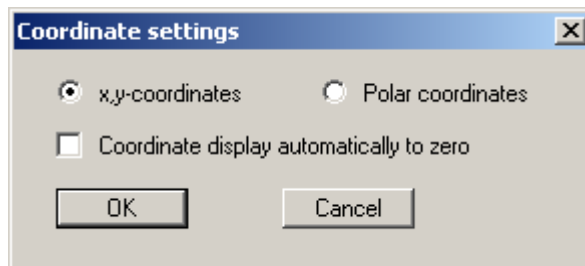 Coordinate settings
x,y-coordinates Polar coordinates
Coordinate display automatically to zero
OK Cancel